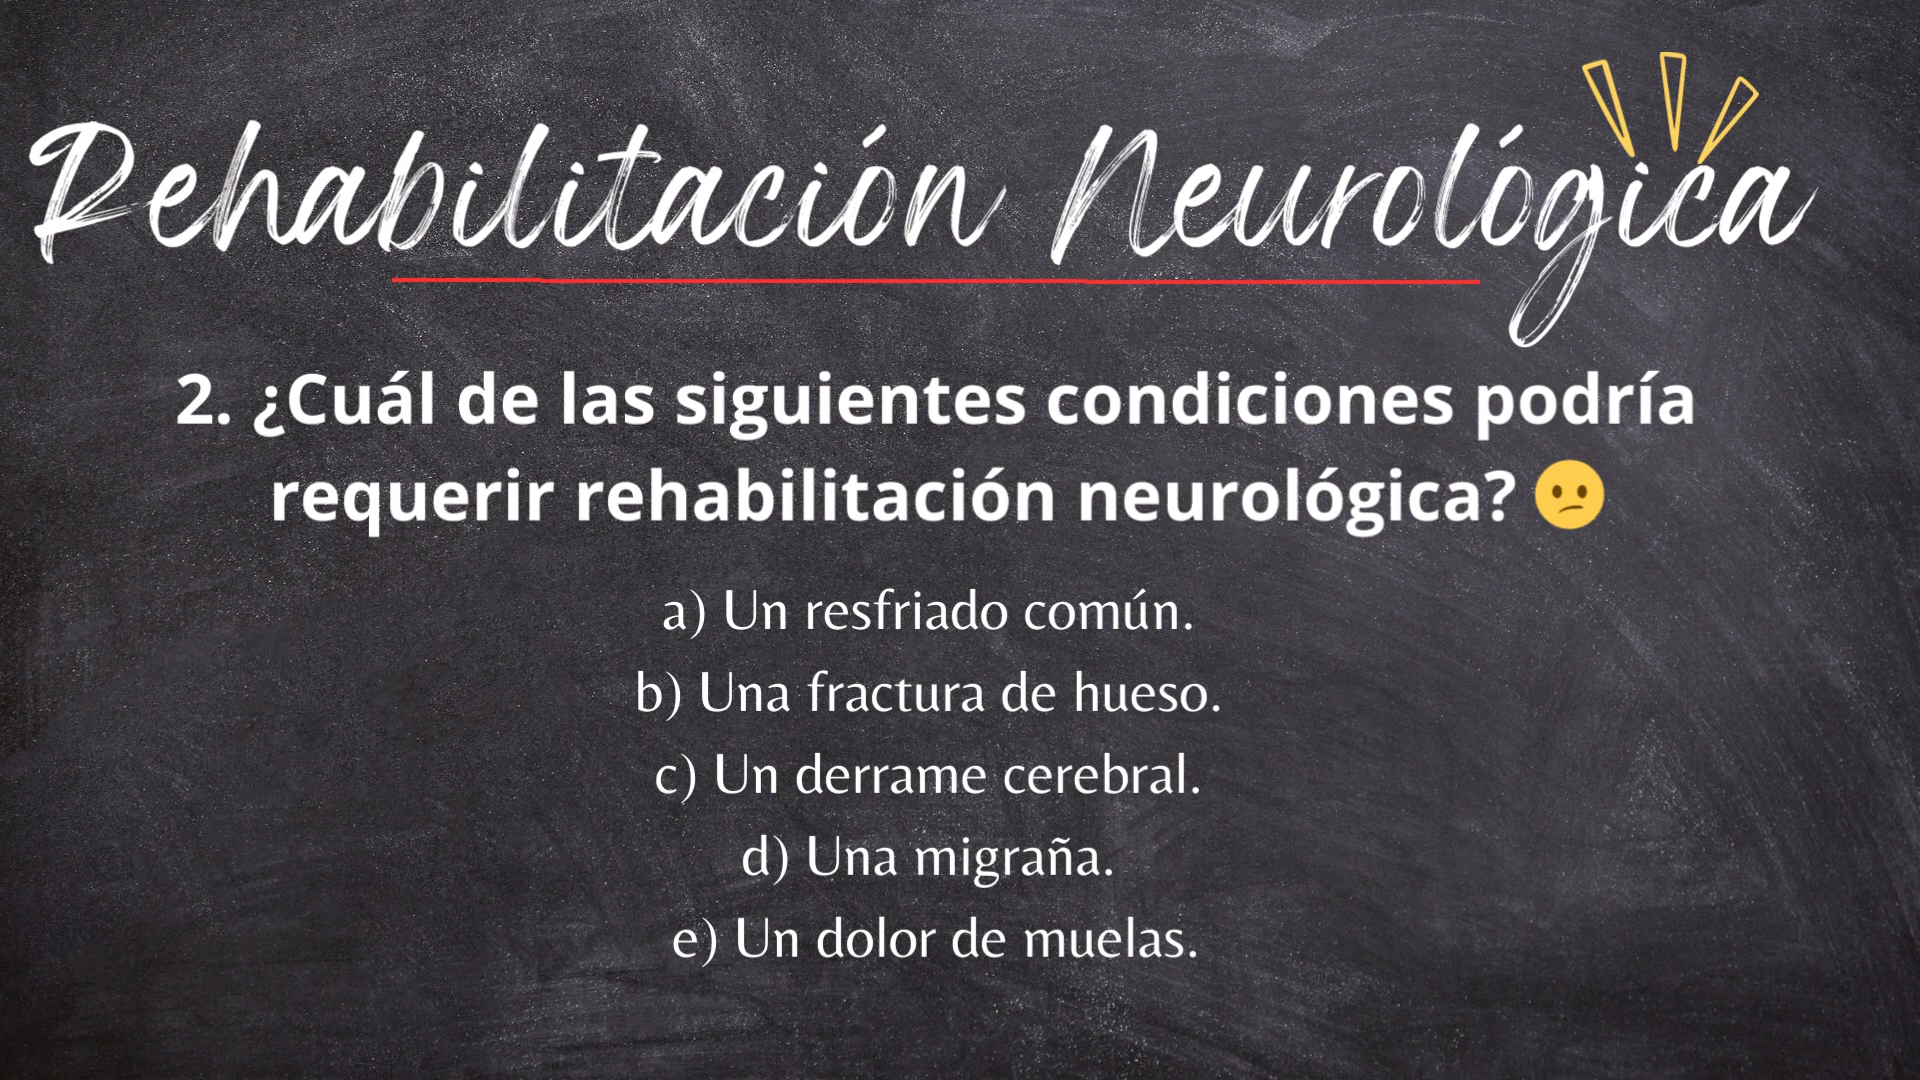 Rehabilitación Neurológica
2. ¿Cuál de las siguientes condiciones podría
requerir rehabilitación neurológica? 😕
a) Un resfriado común.
b) Una fractura de hueso.
c) Un derrame cerebral.
d) Una migraña.
e) Un dolor de muelas.